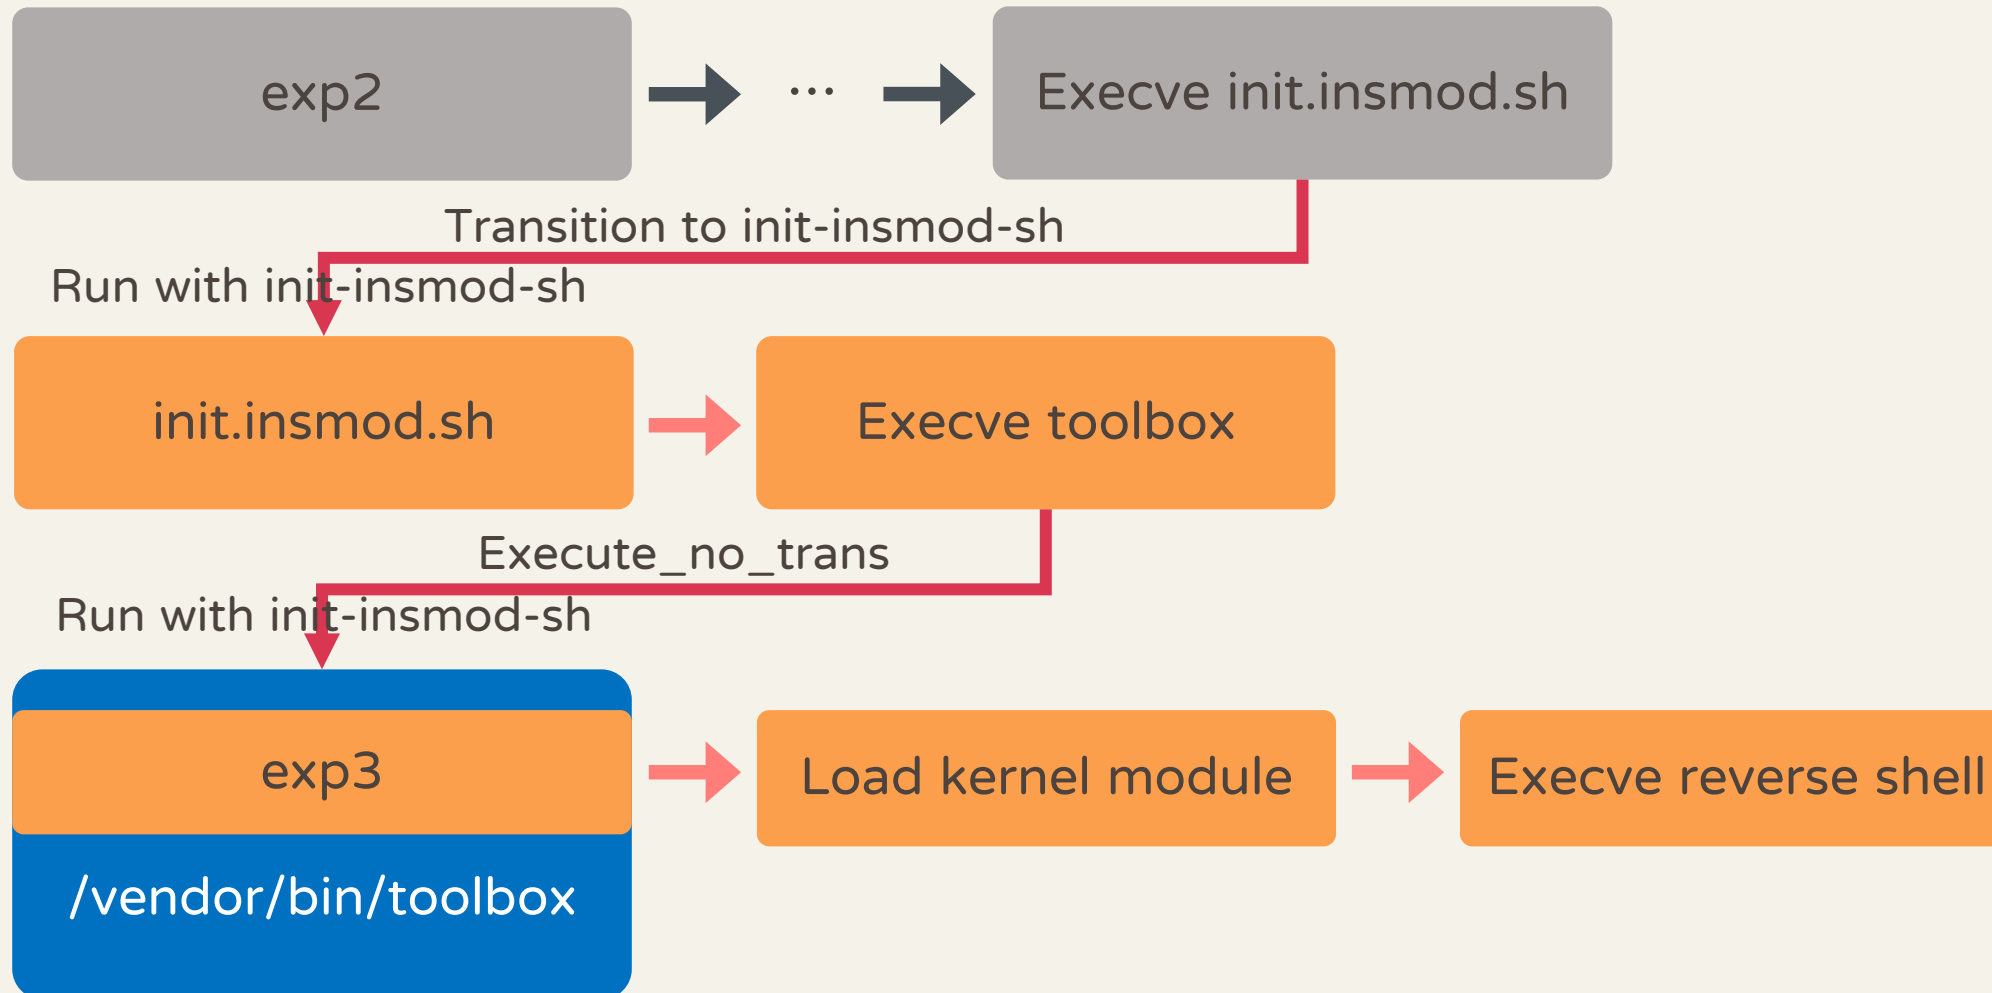 exp2
...
Execve init.insmod.sh
Transition to init-insmod-sh
Run with init-insmod-sh
init.insmod.sh
Execve toolbox
Execute_no_trans
Run with init-insmod-sh
exp3
Load kernel module
Execve reverse shell
/vendor/bin/toolbox